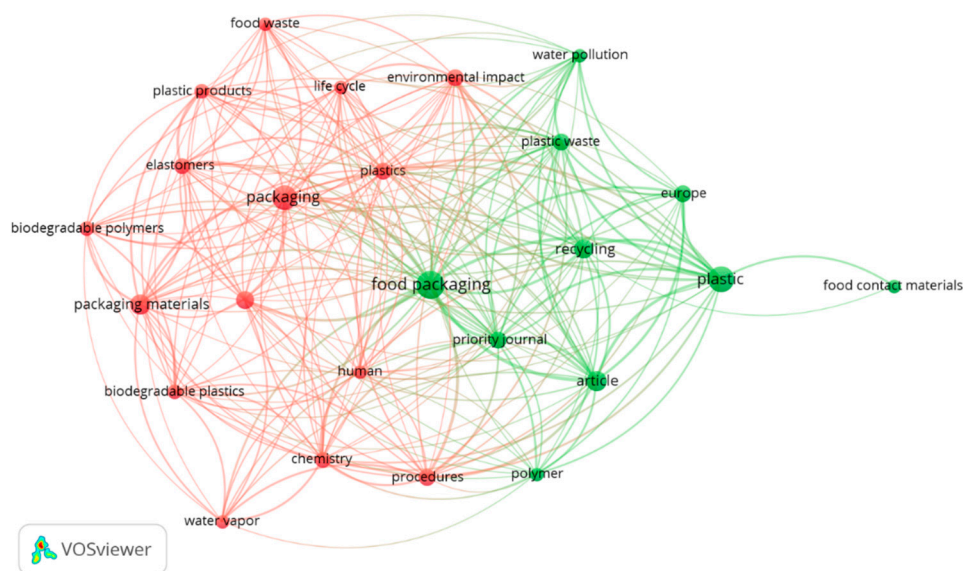 food waste
water pollution
environmental impact
life cycle
plastic products
plastic waste
elastomers
plastics
europe
packaging
biodegradable polymers
recycling
plastic
food packaging
food contact materials
packaging materials
priority journal
human
article
biodegradable plastics
chemistry
polymer
procedures
water vapor
VOSviewer